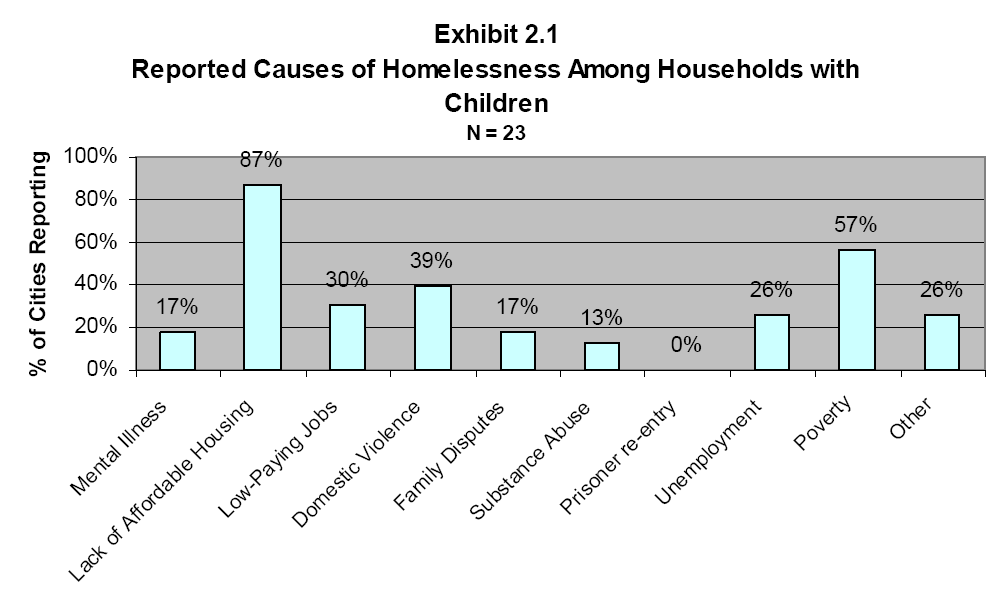 Exhibit 2.1
Reported Causes of Homelessness Among Households with
Children
N = 23
% of Cities Reporting
100%
80%
60%
40%
20%
0%
17%
87%
30%
39%
17%
13%
0%
26%
57%
26%
Mental Illness
Lack of Affordable Housing
Low-Paying Jobs
Domestic Violence
Family Disputes
Substance Abuse
Prisoner re-entry
Unemployment
Poverty
Other